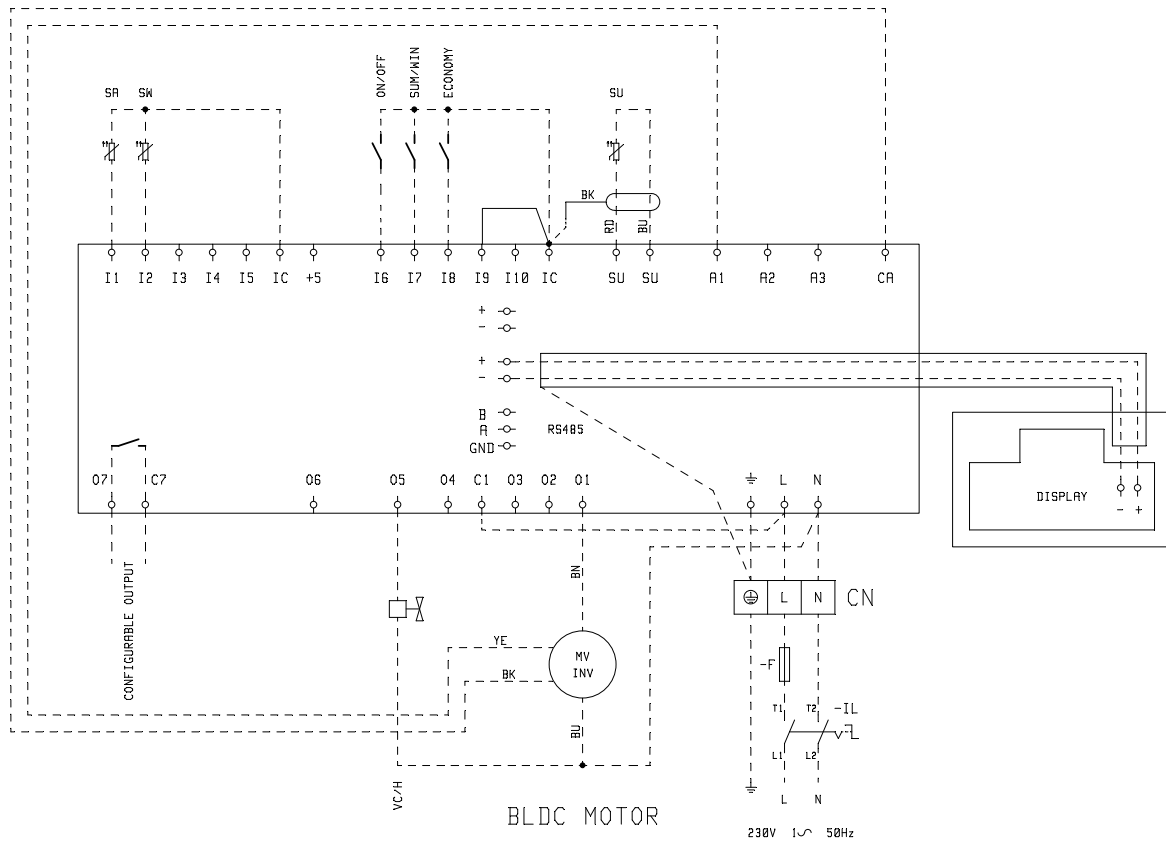 ON/OFF
SUM/WIN
ECONOMY
SA SW SU
BK
RD BU
I1 I2 I3 I4 I5 IC +5 I6 I7 I8 I9 I10 IC SU SU A1 A2 A3 CA
+
-
+
-
B
A RS485
GND
O7 C7 O6 O5 O4 C1 O3 O2 O1 L N
DISPLAY
- +
CONFIGURABLE OUTPUT
BN
L N CN
YE
BK
MV
INV
-F
T1 T2 -IL
BU
L1 L2
VC/H
L N
BLDC MOTOR
230V 1~ 50Hz